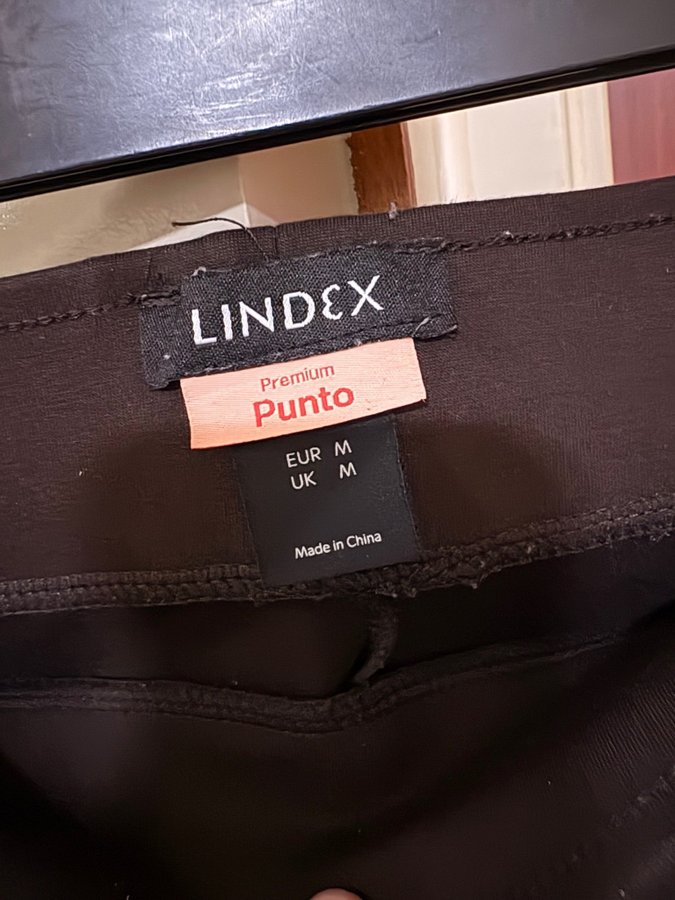 LINDEX
Premium
Punto
EUR M
UK M
Made in China